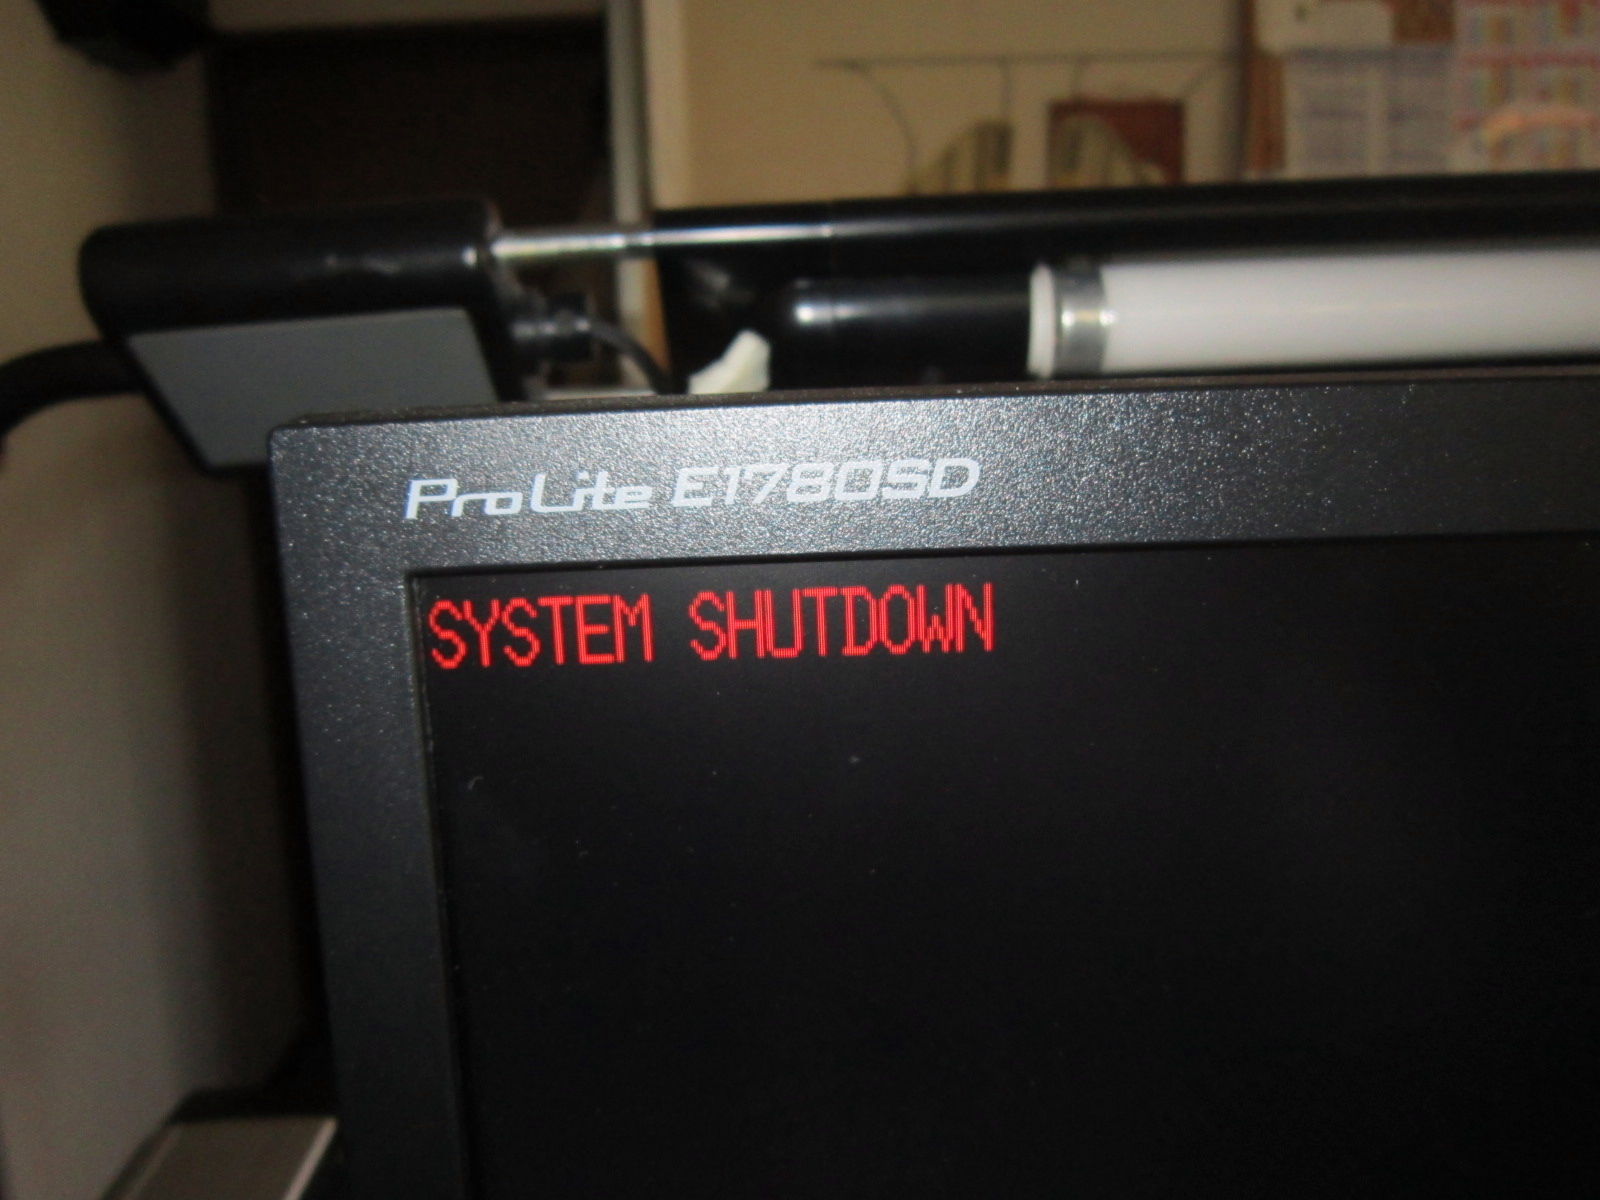 ProLite E1780SD
SYSTEM SHUTDOWN